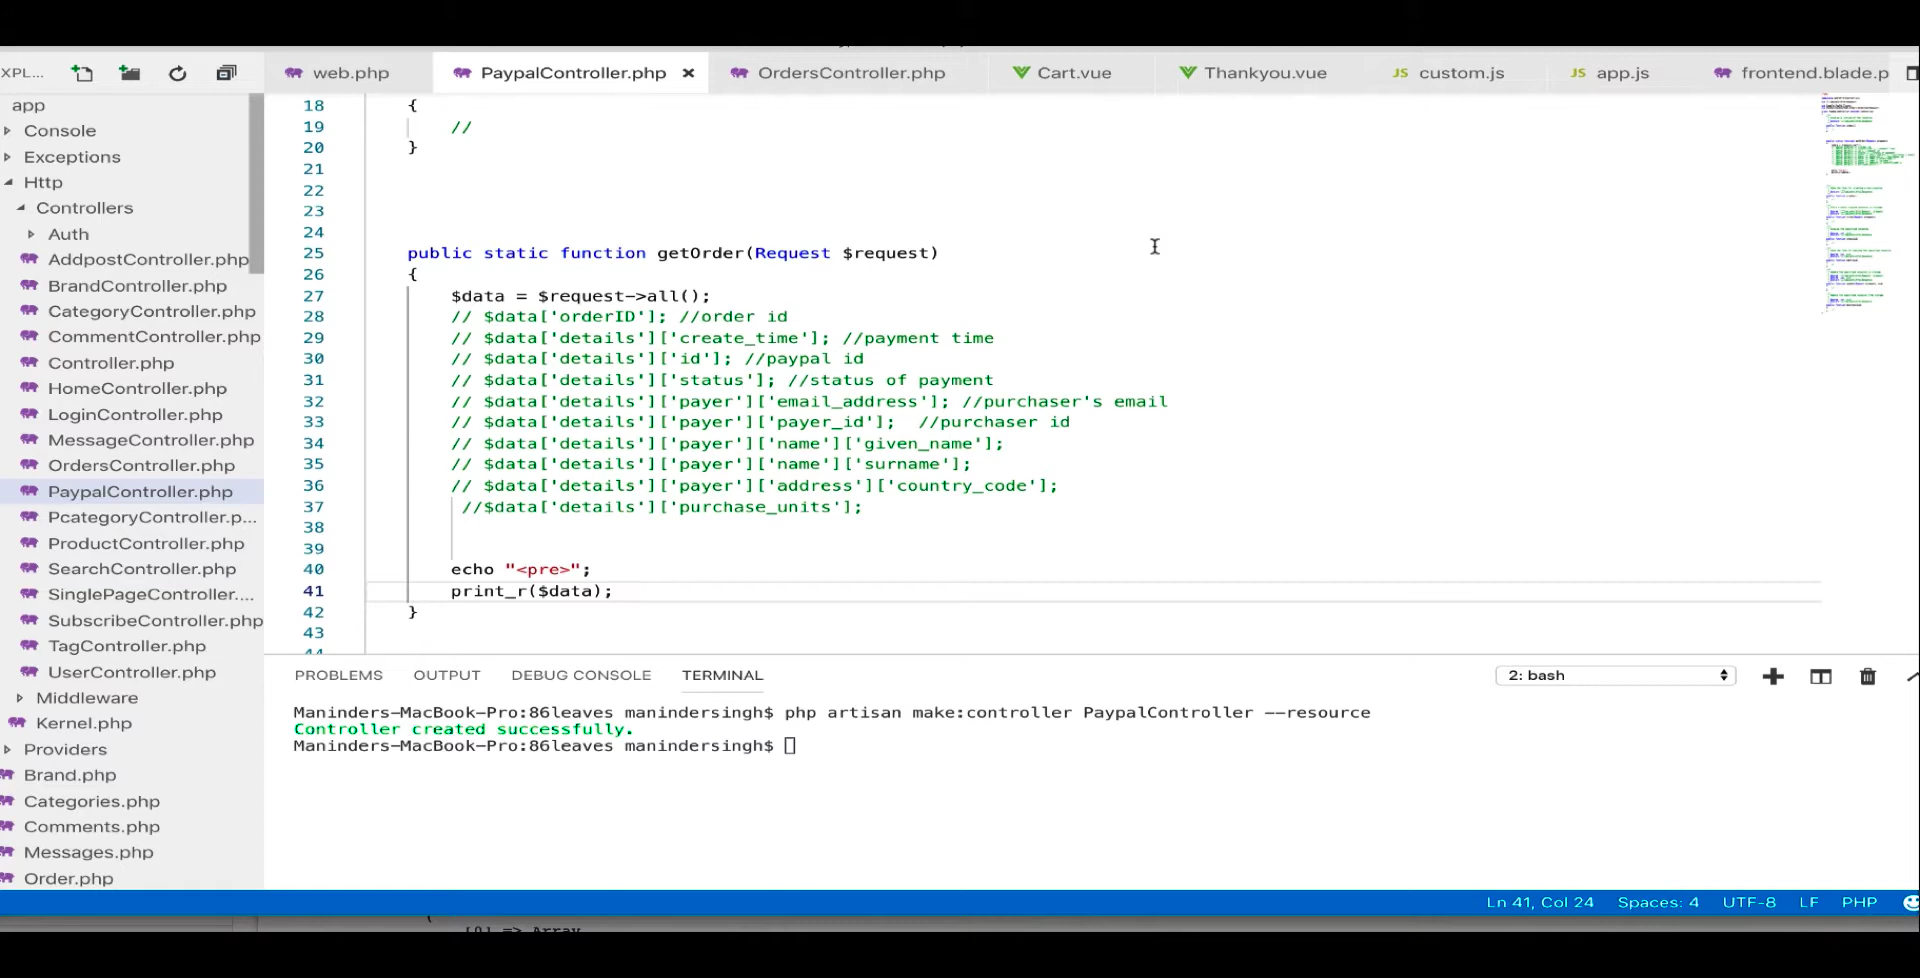 XPL...
web.php
PaypalController.php
OrdersController.php
Cart.vue
Thankyou.vue
JS custom.js
JS app.js
frontend.blade.p
app
Console
Exceptions
Http
Controllers
Auth
AddpostController.php
BrandController.php
CategoryController.php
CommentController.php
Controller.php
HomeController.php
LoginController.php
MessageController.php
OrdersController.php
PaypalController.php
PcategoryController.p...
ProductController.php
SearchController.php
SinglePageController....
SubscribeController.php
TagController.php
UserController.php
Middleware
Kernel.php
Providers
Brand.php
Categories.php
Comments.php
Messages.php
Order.php
18 {
19 //
20 }
21
22
23
24
25 public static function getOrder(Request $request)
26 {
27 $data = $request->all();
28 // $data['orderID']; //order id
29 // $data['details']['create_time']; //payment time
30 // $data['details']['id']; //paypal id
31 // $data['details']['status']; //status of payment
32 // $data['details']['payer']['email_address']; //purchaser's email
33 // $data['details']['payer']['payer_id'];  //purchaser id
34 // $data['details']['payer']['name']['given_name'];
35 // $data['details']['payer']['name']['surname'];
36 // $data['details']['payer']['address']['country_code'];
37 //$data['details']['purchase_units'];
38
39
40 echo "<pre>";
41 print_r($data);
42 }
43
44
PROBLEMS OUTPUT DEBUG CONSOLE TERMINAL
2: bash
Maninders-MacBook-Pro:86leaves manindersingh$ php artisan make:controller PaypalController --resource
Controller created successfully.
Maninders-MacBook-Pro:86leaves manindersingh$
Ln 41, Col 24 Spaces: 4 UTF-8 LF PHP
[0] => Array